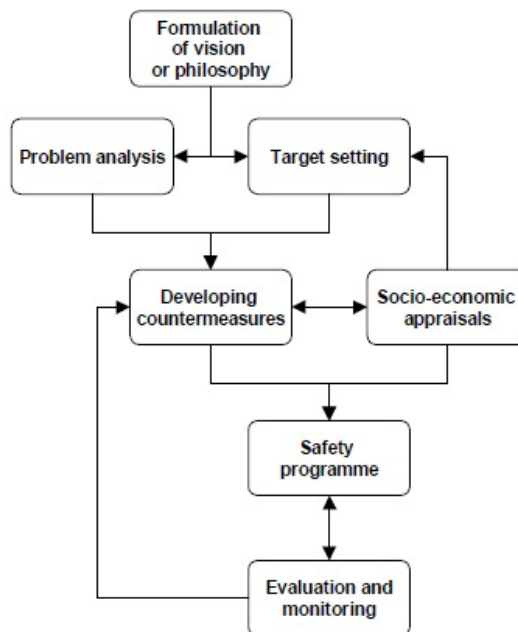 Formulation
of vision
or philosophy
Problem analysis
Target setting
Developing
countermeasures
Socio-economic
appraisals
Safety
programme
Evaluation and
monitoring